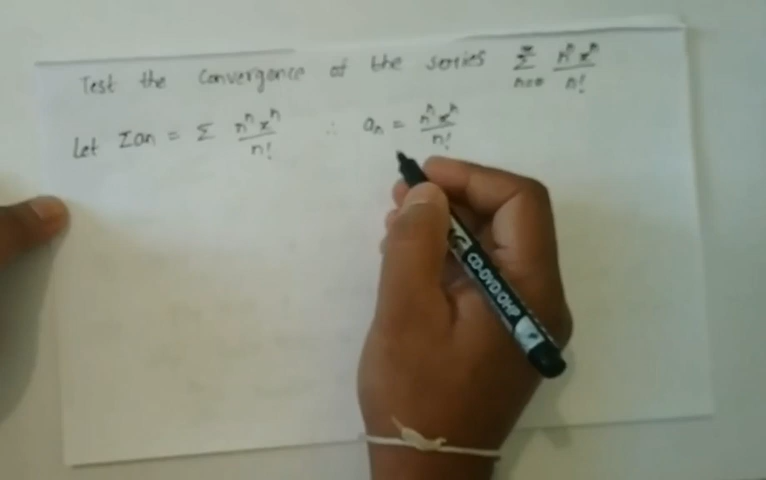 Test the Convergence of the series ∞ Σ n=0 nⁿxⁿ / n!
Let Σan = Σ nⁿxⁿ / n! ∴ aₙ = nⁿxⁿ / n!
CD-DVD/OHP